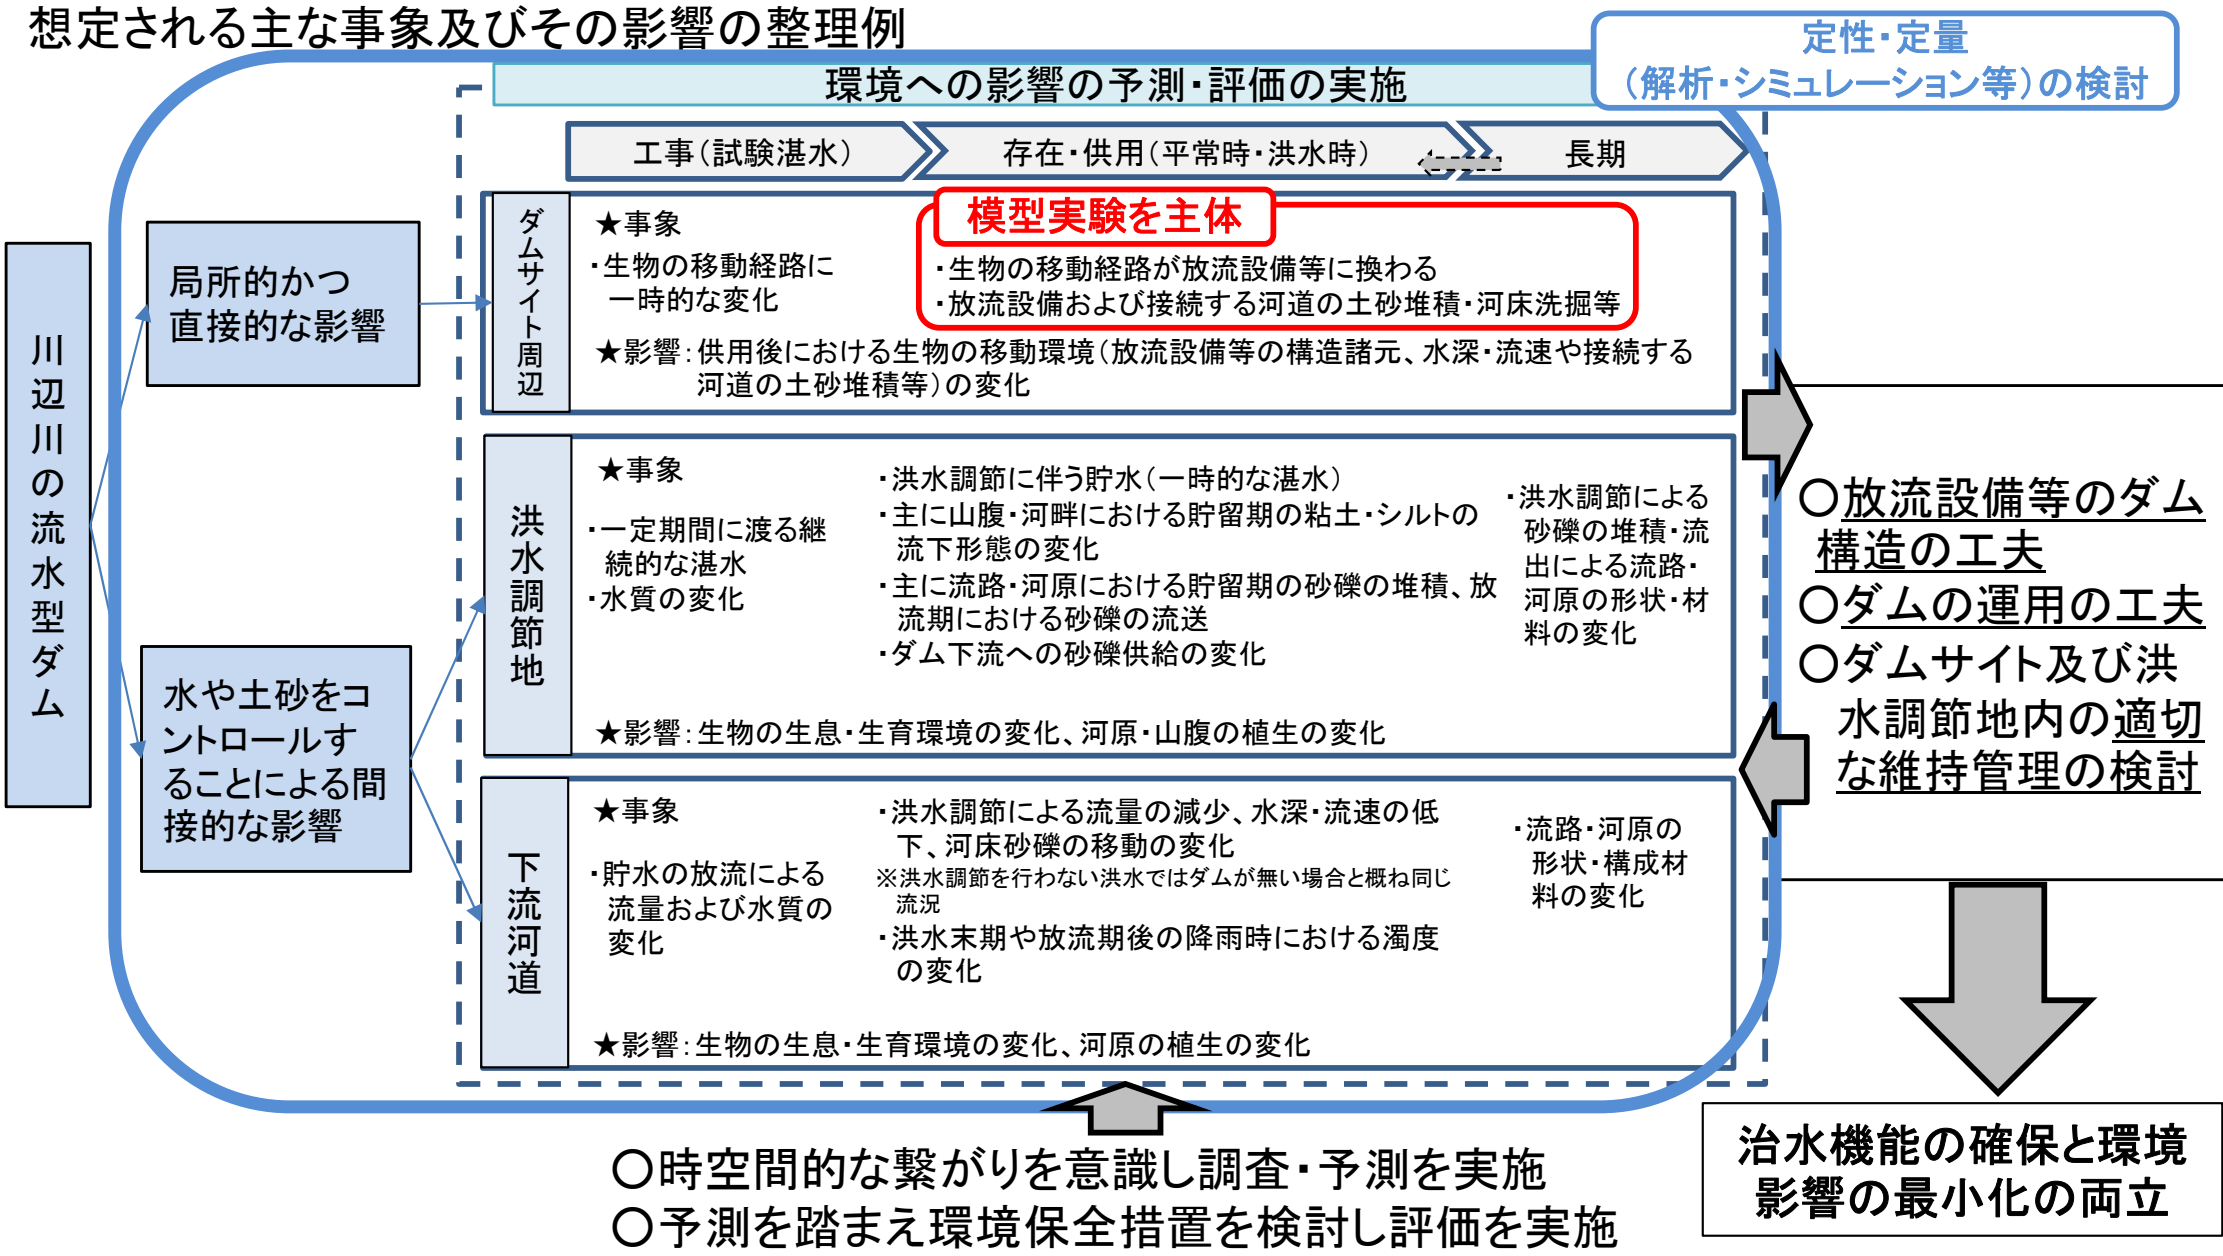 想定される主な事象及びその影響の整理例
定性・定量
（解析・シミュレーション等）の検討
環境への影響の予測・評価の実施
工事（試験湛水）
存在・供用（平常時・洪水時）
長期
川辺川の流水型ダム
局所的かつ
直接的な影響
水や土砂をコ
ントロールす
ることによる間
接的な影響
ダムサイト周辺
★事象
・生物の移動経路に
一時的な変化
模型実験を主体
・生物の移動経路が放流設備等に換わる
・放流設備および接続する河道の土砂堆積・河床洗掘等
★影響：供用後における生物の移動環境（放流設備等の構造諸元、水深・流速や接続する
河道の土砂堆積等）の変化
洪水調節地
★事象
・一定期間に渡る継
続的な湛水
・水質の変化
・洪水調節に伴う貯水（一時的な湛水）
・主に山腹・河畔における貯留期の粘土・シルトの
流下形態の変化
・主に流路・河原における貯留期の砂礫の堆積、放
流期における砂礫の流送
・ダム下流への砂礫供給の変化
・洪水調節による
砂礫の堆積・流
出による流路・
河原の形状・材
料の変化
★影響：生物の生息・生育環境の変化、河原・山腹の植生の変化
下流河道
★事象
・貯水の放流による
流量および水質の
変化
・洪水調節による流量の減少、水深・流速の低
下、河床砂礫の移動の変化
※洪水調節を行わない洪水ではダムが無い場合と概ね同じ
流況
・洪水末期や放流期後の降雨時における濁度
の変化
・流路・河原の
形状・構成材
料の変化
★影響：生物の生息・生育環境の変化、河原の植生の変化
○放流設備等のダム
構造の工夫
○ダムの運用の工夫
○ダムサイト及び洪
水調節地内の適切
な維持管理の検討
○時空間的な繋がりを意識し調査・予測を実施
○予測を踏まえ環境保全措置を検討し評価を実施
治水機能の確保と環境
影響の最小化の両立